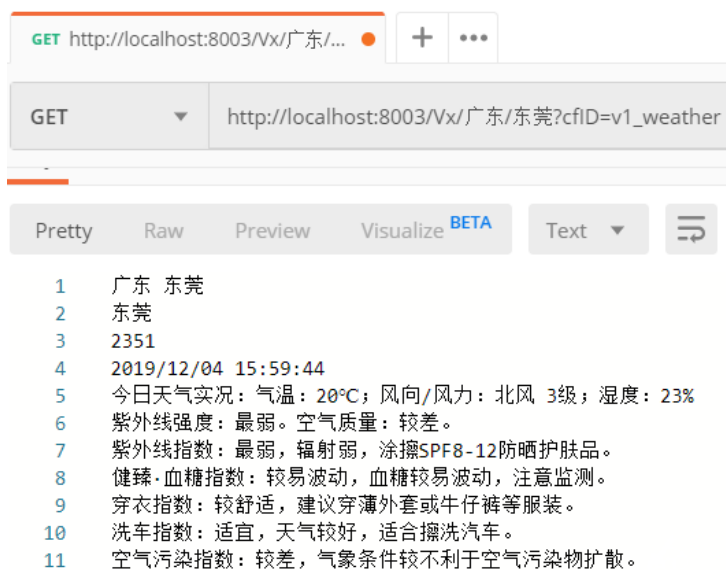 GET http://localhost:8003/Vx/广东/...
GET http://localhost:8003/Vx/广东/东莞?cfID=v1_weather
Pretty Raw Preview Visualize BETA Text
1 广东 东莞
2 东莞
3 2351
4 2019/12/04 15:59:44
5 今日天气实况：气温：20℃；风向/风力：北风 3级；湿度：23%
6 紫外线强度：最弱。空气质量：较差。
7 紫外线指数：最弱，辐射弱，涂擦SPF8-12防晒护肤品。
8 健臻·血糖指数：较易波动，血糖较易波动，注意监测。
9 穿衣指数：较舒适，建议穿薄外套或牛仔裤等服装。
10 洗车指数：适宜，天气较好，适合擦洗汽车。
11 空气污染指数：较差，气象条件较不利于空气污染物扩散。